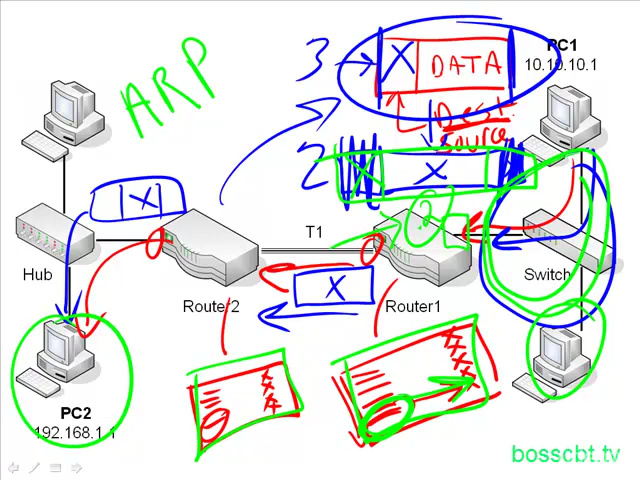 ARP
3
X DATA
PC1
10.10.10.1
Dest.
Source
2
X
X
T1
2
Hub
Router2
X
Router1
Switch
PC2
192.168.1.1
bosscbt.tv